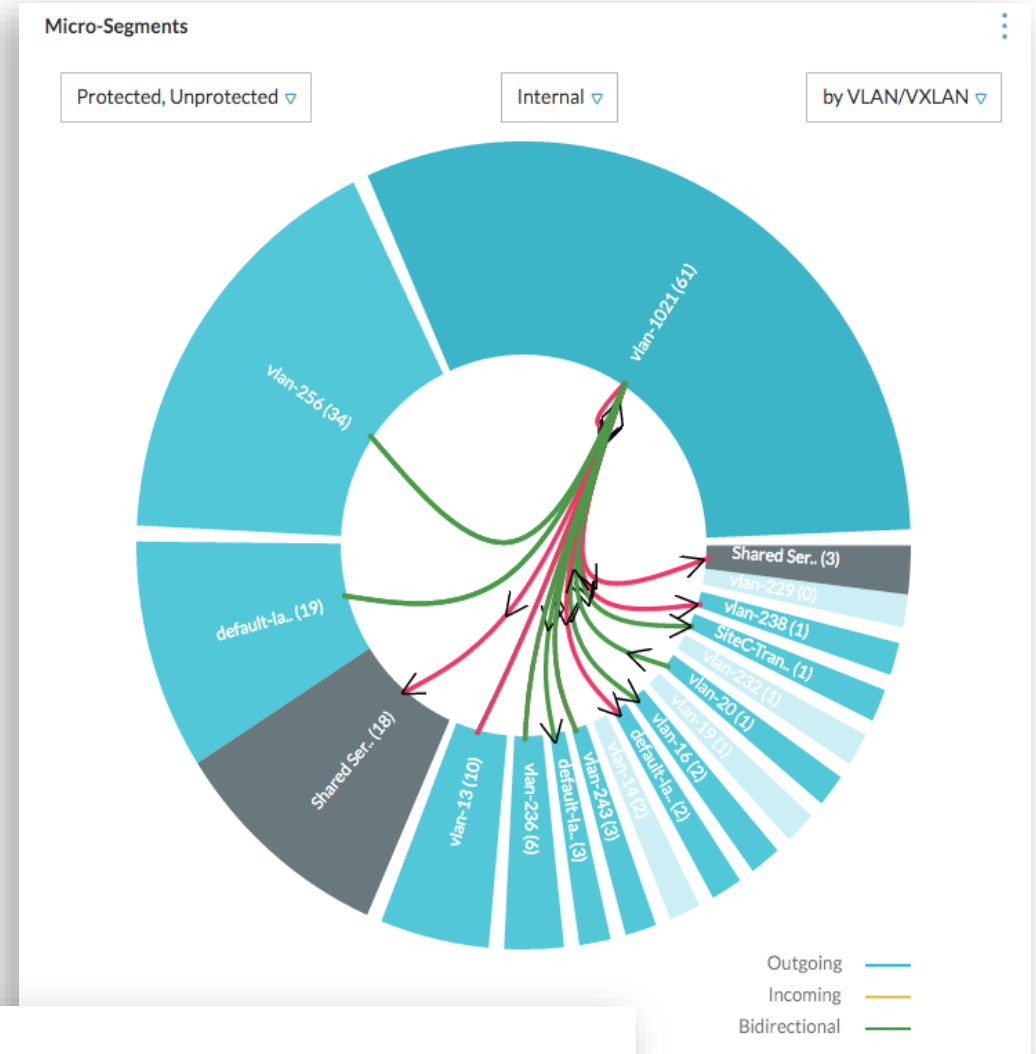 Micro-Segments
Protected, Unprotected
Internal
by VLAN/VXLAN
vlan-1021 (61)
vlan-256 (34)
default-la.. (19)
Shared Ser.. (18)
vlan-13 (10)
vlan-236 (6)
default-la.. (3)
vlan-243 (3)
vlan-14 (2)
default-la.. (2)
vlan-16 (2)
vlan-19 (1)
vlan-20 (1)
vlan-232 (1)
SiteC-Tran.. (1)
vlan-238 (1)
vlan-229 (0)
Shared Ser.. (3)
Outgoing
Incoming
Bidirectional